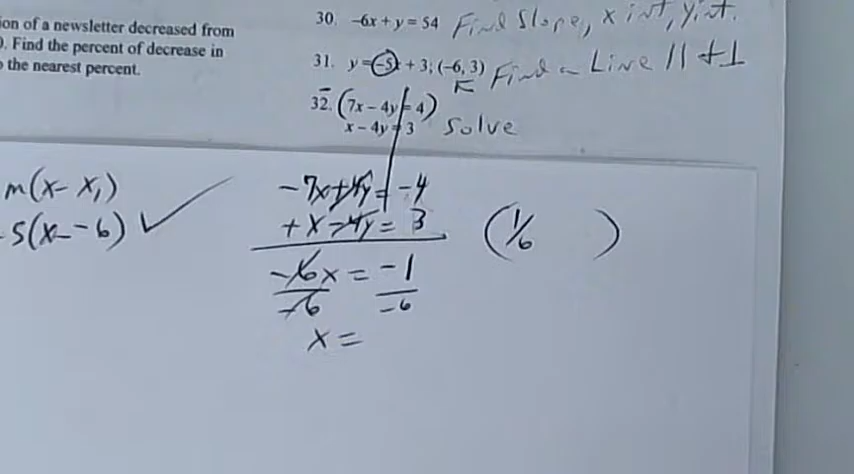 ion of a newsletter decreased from
). Find the percent of decrease in
the nearest percent.
30. -6x + y = 54 Find slope, x int, y int.
31. y = -5x + 3; (-6, 3) Find a Line || + ⊥
32. (7x - 4y = 4)
x - 4y = 3 Solve
m(x - x₁)
-5(x - -6) ✓
-7x + 4y = -4
+ x - 4y = 3
(1/6 )
-6x = -1
-6 -6
x =